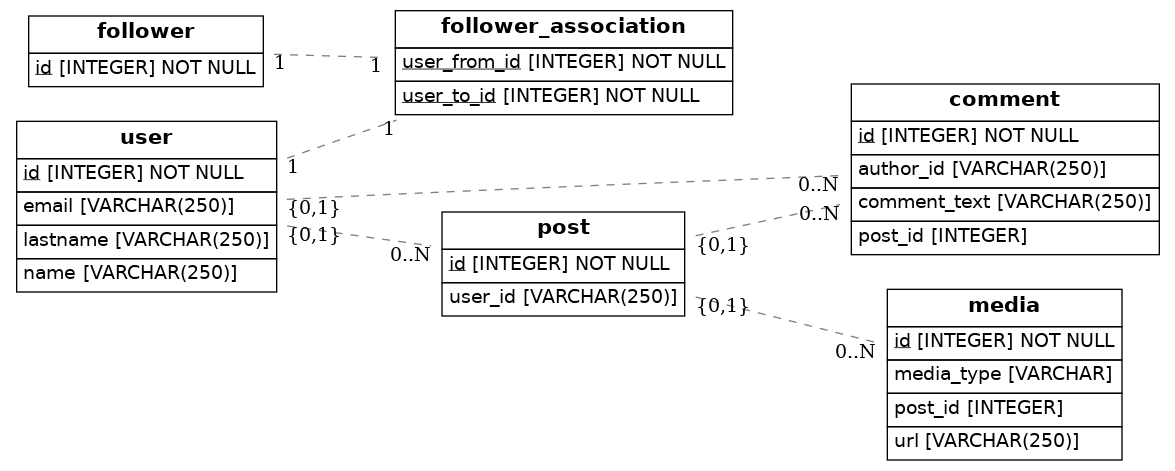 follower
id [INTEGER] NOT NULL
1
1
follower_association
user_from_id [INTEGER] NOT NULL
user_to_id [INTEGER] NOT NULL
user
id [INTEGER] NOT NULL
email [VARCHAR(250)]
lastname [VARCHAR(250)]
name [VARCHAR(250)]
1
1
{0,1}
0..N
{0,1}
0..N
post
id [INTEGER] NOT NULL
user_id [VARCHAR(250)]
{0,1}
0..N
{0,1}
0..N
comment
id [INTEGER] NOT NULL
author_id [VARCHAR(250)]
comment_text [VARCHAR(250)]
post_id [INTEGER]
media
id [INTEGER] NOT NULL
media_type [VARCHAR]
post_id [INTEGER]
url [VARCHAR(250)]